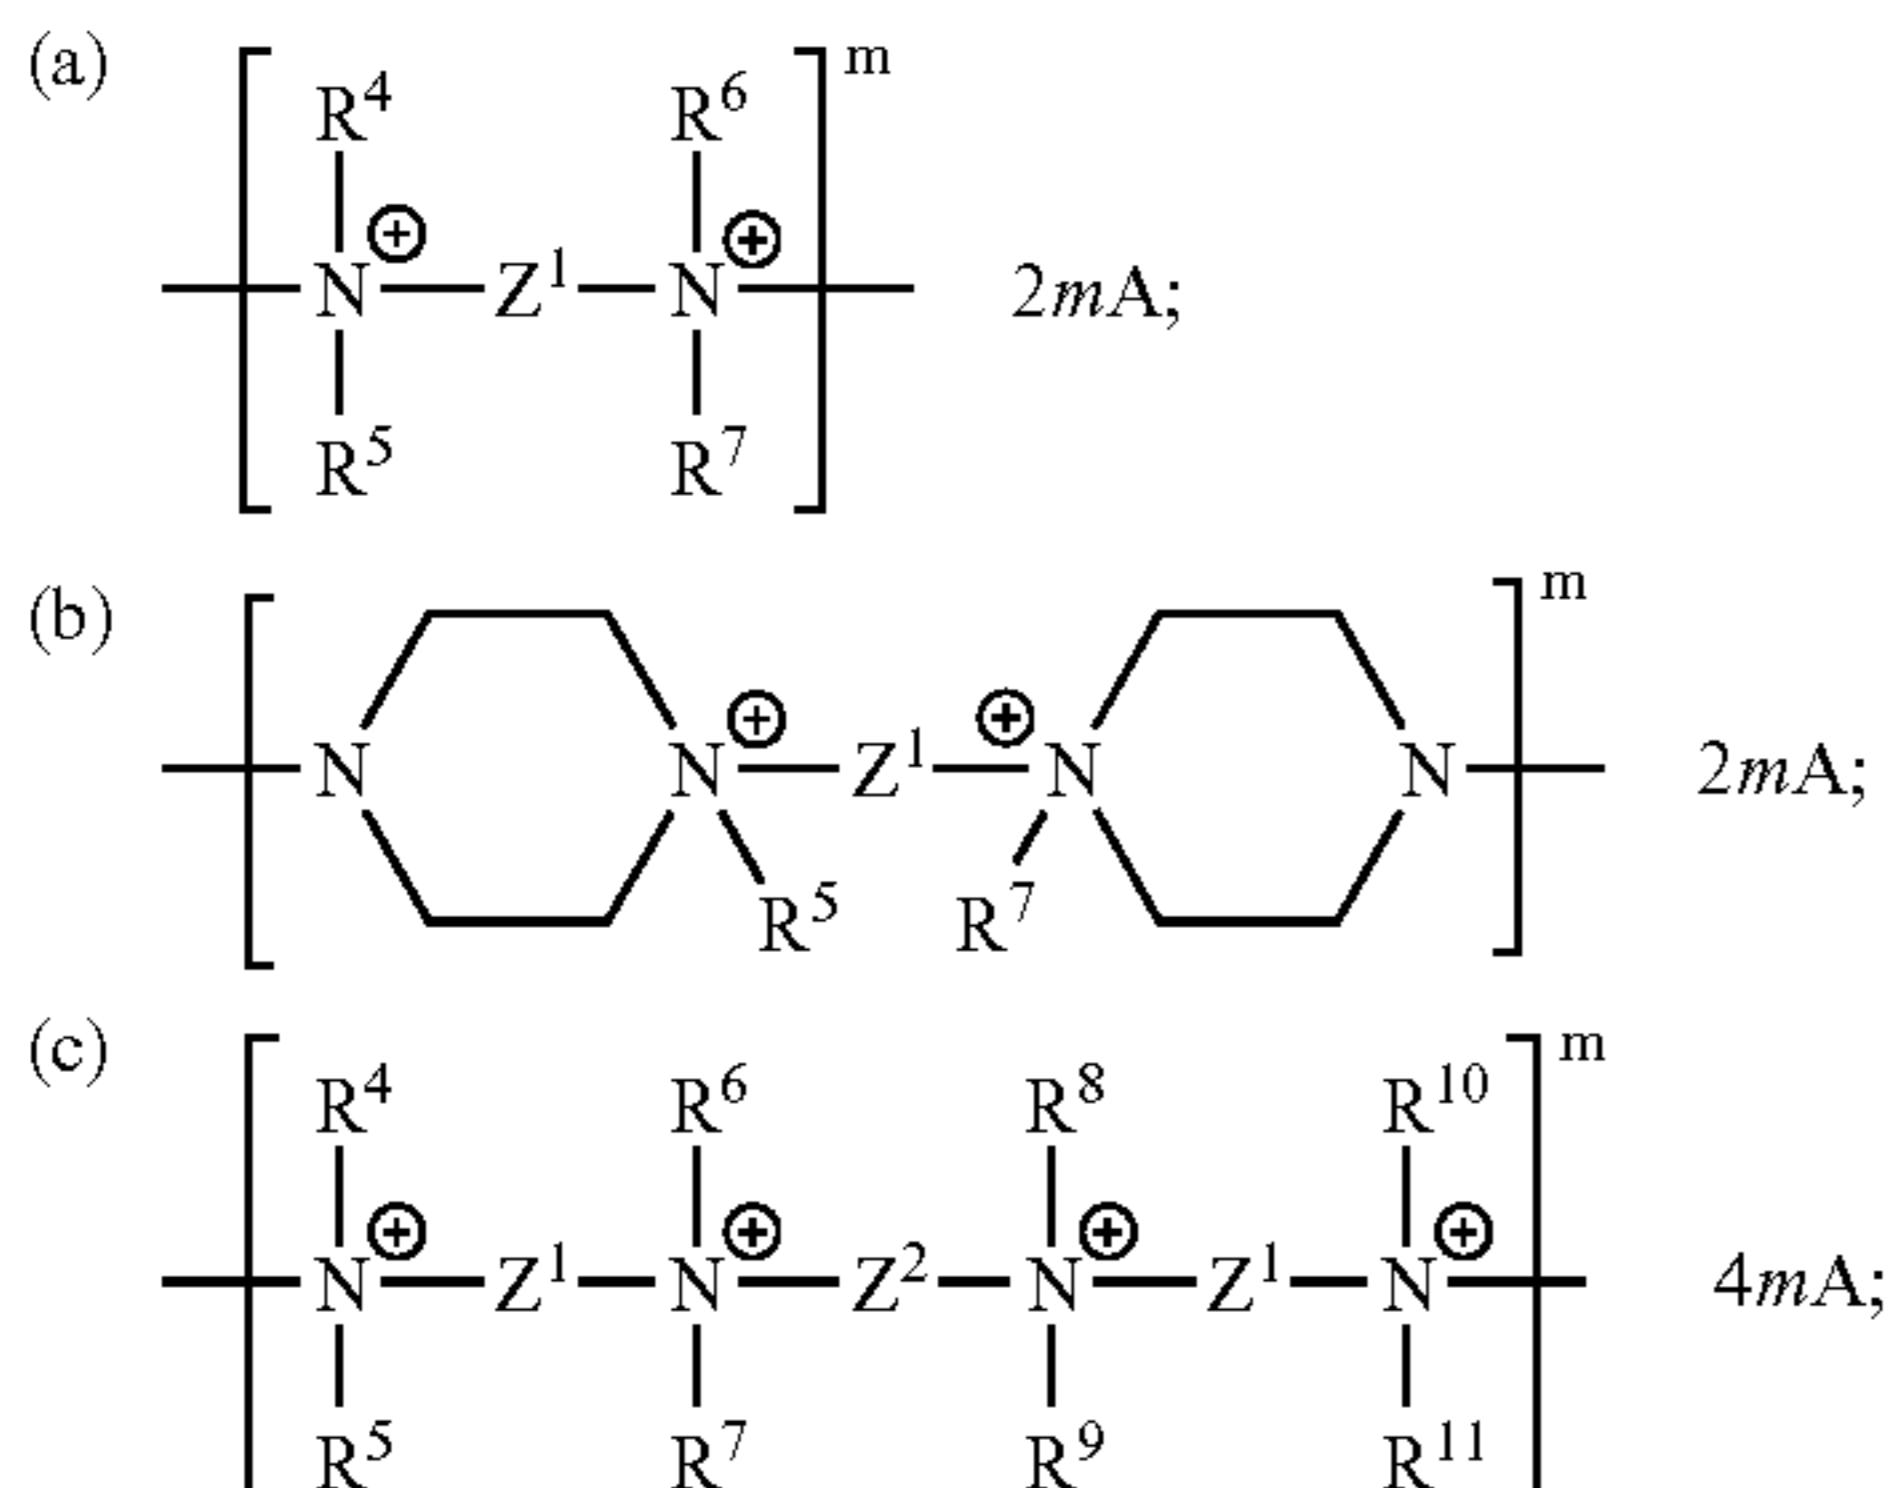 (a)
m
R⁴ R⁶
⊕ ⊕
N Z¹ N 2mA;
R⁵ R⁷
(b)
m
⊕ ⊕
N N Z¹ N N 2mA;
R⁵ R⁷
(c)
m
R⁴ R⁶ R⁸ R¹⁰
⊕ ⊕ ⊕ ⊕
N Z¹ N Z² N Z¹ N 4mA;
R⁵ R⁷ R⁹ R¹¹